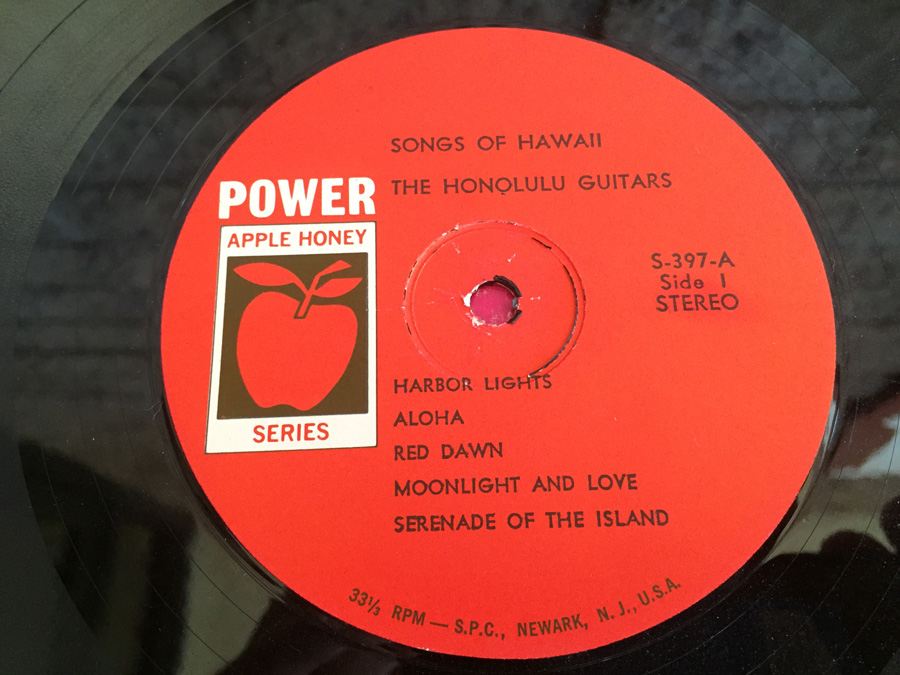 SONGS OF HAWAII
THE HONOLULU GUITARS
POWER
APPLE HONEY
SERIES
S-397-A
Side 1
STEREO
HARBOR LIGHTS
ALOHA
RED DAWN
MOONLIGHT AND LOVE
SERENADE OF THE ISLAND
33⅓ RPM — S.P.C., NEWARK, N. J., U.S.A.